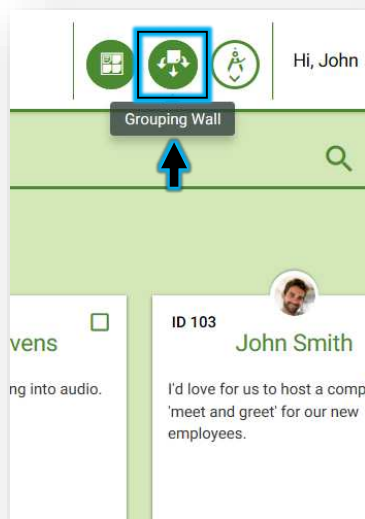 Hi, John
Grouping Wall
vens
ng into audio.
ID 103
John Smith
I'd love for us to host a comp
'meet and greet' for our new
employees.